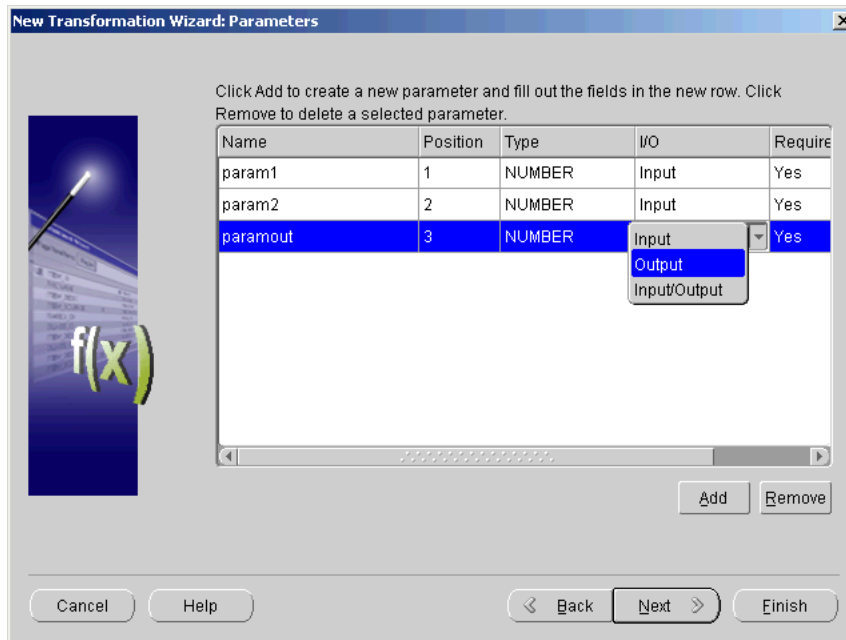 New Transformation Wizard: Parameters
Click Add to create a new parameter and fill out the fields in the new row. Click
Remove to delete a selected parameter.
Name Position Type I/O Require
param1 1 NUMBER Input Yes
param2 2 NUMBER Input Yes
paramout 3 NUMBER Input Yes
Output
Input/Output
f(x)
Add Remove
Cancel Help Back Next Finish